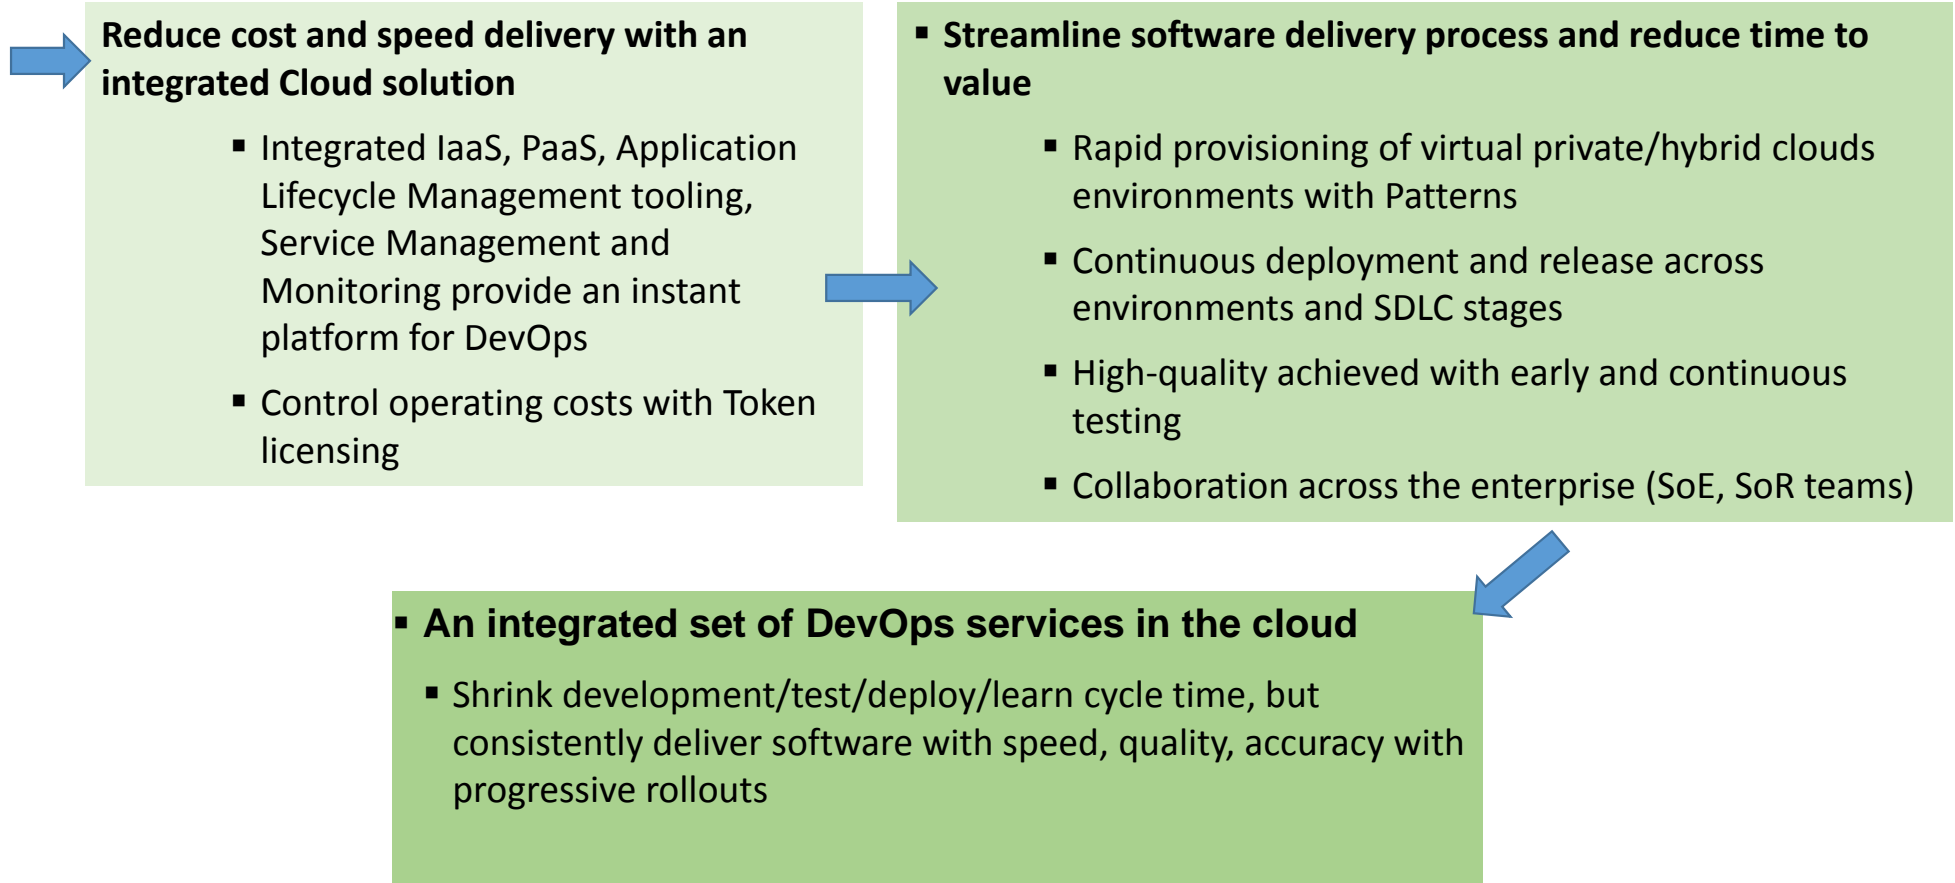 Reduce cost and speed delivery with an
integrated Cloud solution
▪ Integrated IaaS, PaaS, Application
Lifecycle Management tooling,
Service Management and
Monitoring provide an instant
platform for DevOps
▪ Control operating costs with Token
licensing
▪ Streamline software delivery process and reduce time to
value
▪ Rapid provisioning of virtual private/hybrid clouds
environments with Patterns
▪ Continuous deployment and release across
environments and SDLC stages
▪ High-quality achieved with early and continuous
testing
▪ Collaboration across the enterprise (SoE, SoR teams)
▪ An integrated set of DevOps services in the cloud
▪ Shrink development/test/deploy/learn cycle time, but
consistently deliver software with speed, quality, accuracy with
progressive rollouts